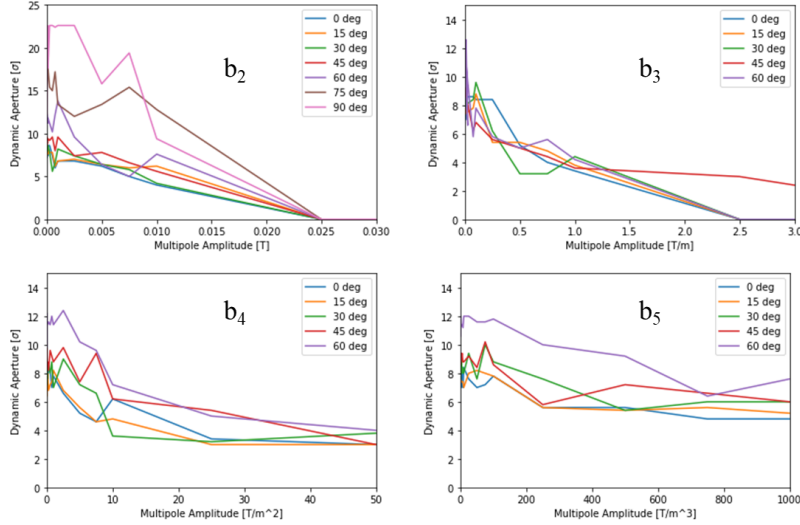 25
20
15
10
5
0
Dynamic Aperture [σ]
b2
0 deg
15 deg
30 deg
45 deg
60 deg
75 deg
90 deg
0.000 0.005 0.010 0.015 0.020 0.025 0.030
Multipole Amplitude [T]
14
12
10
8
6
4
2
0
Dynamic Aperture [σ]
b3
0 deg
15 deg
30 deg
45 deg
60 deg
0.0 0.5 1.0 1.5 2.0 2.5 3.0
Multipole Amplitude [T/m]
14
12
10
8
6
4
2
0
Dynamic Aperture [σ]
b4
0 deg
15 deg
30 deg
45 deg
60 deg
0 10 20 30 40 50
Multipole Amplitude [T/m^2]
14
12
10
8
6
4
2
0
Dynamic Aperture [σ]
b5
0 deg
15 deg
30 deg
45 deg
60 deg
0 200 400 600 800 1000
Multipole Amplitude [T/m^3]